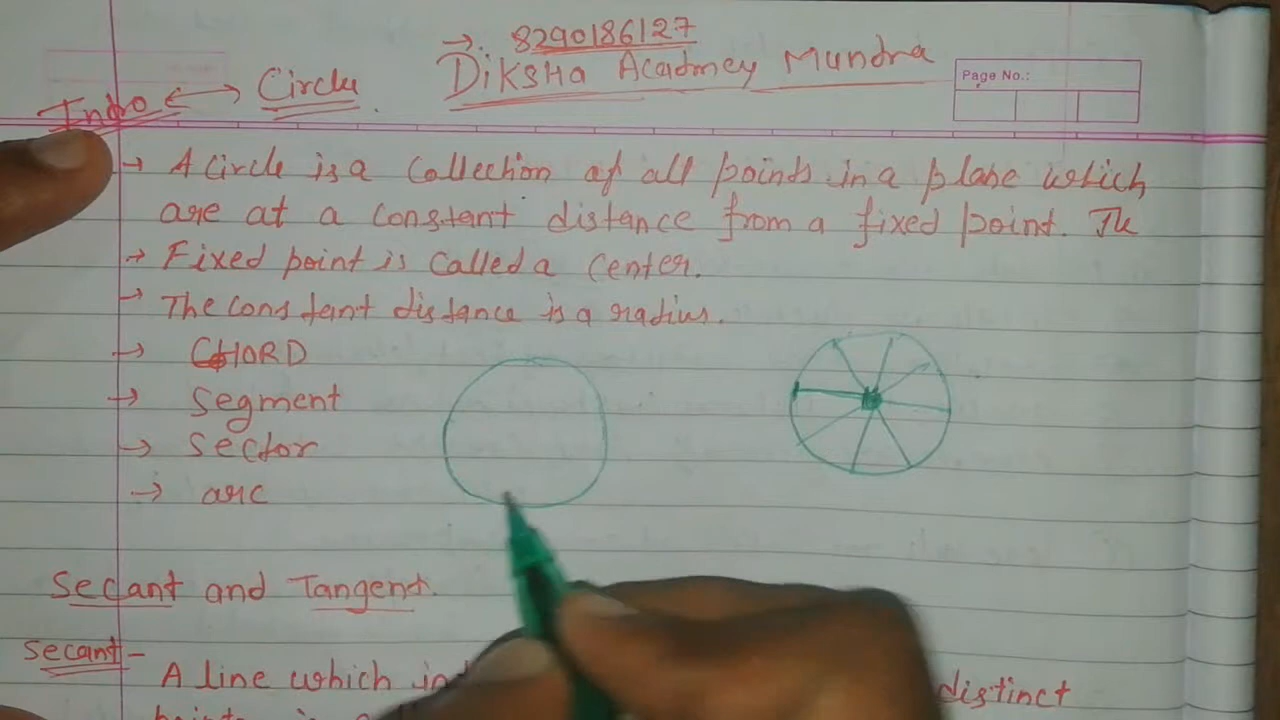 → 8290186127
Diksha Acadmey Mundra
Intro ↔ Circle
Page No.:
→ A Circle is a Collection of all points in a plane which
are at a constant distance from a fixed point. The
→ Fixed point is called a Center.
→ The constant distance is a radius.
→ CHORD
→ Segment
→ Sector
→ arc
Secant and Tangent.
Secant -
A line which
distinct